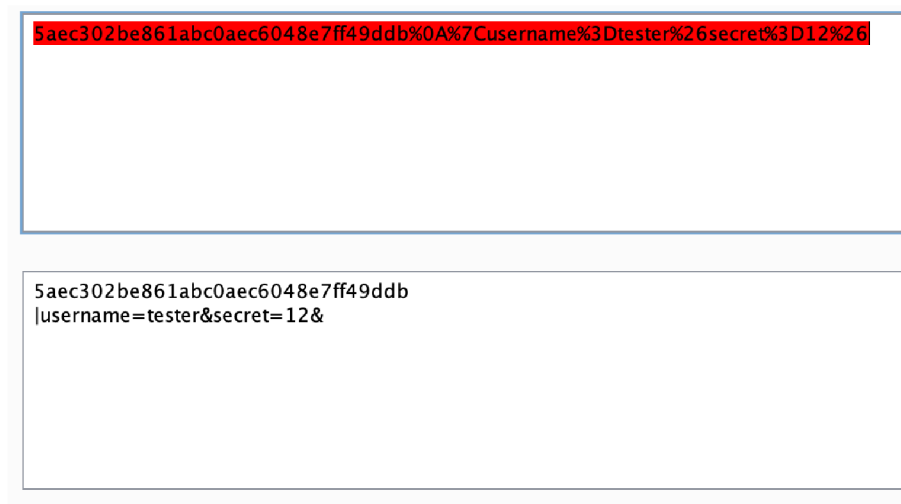 5aec302be861abc0aec6048e7ff49ddb%0A%7Cusername%3Dtester%26secret%3D12%26
5aec302be861abc0aec6048e7ff49ddb
|username=tester&secret=12&